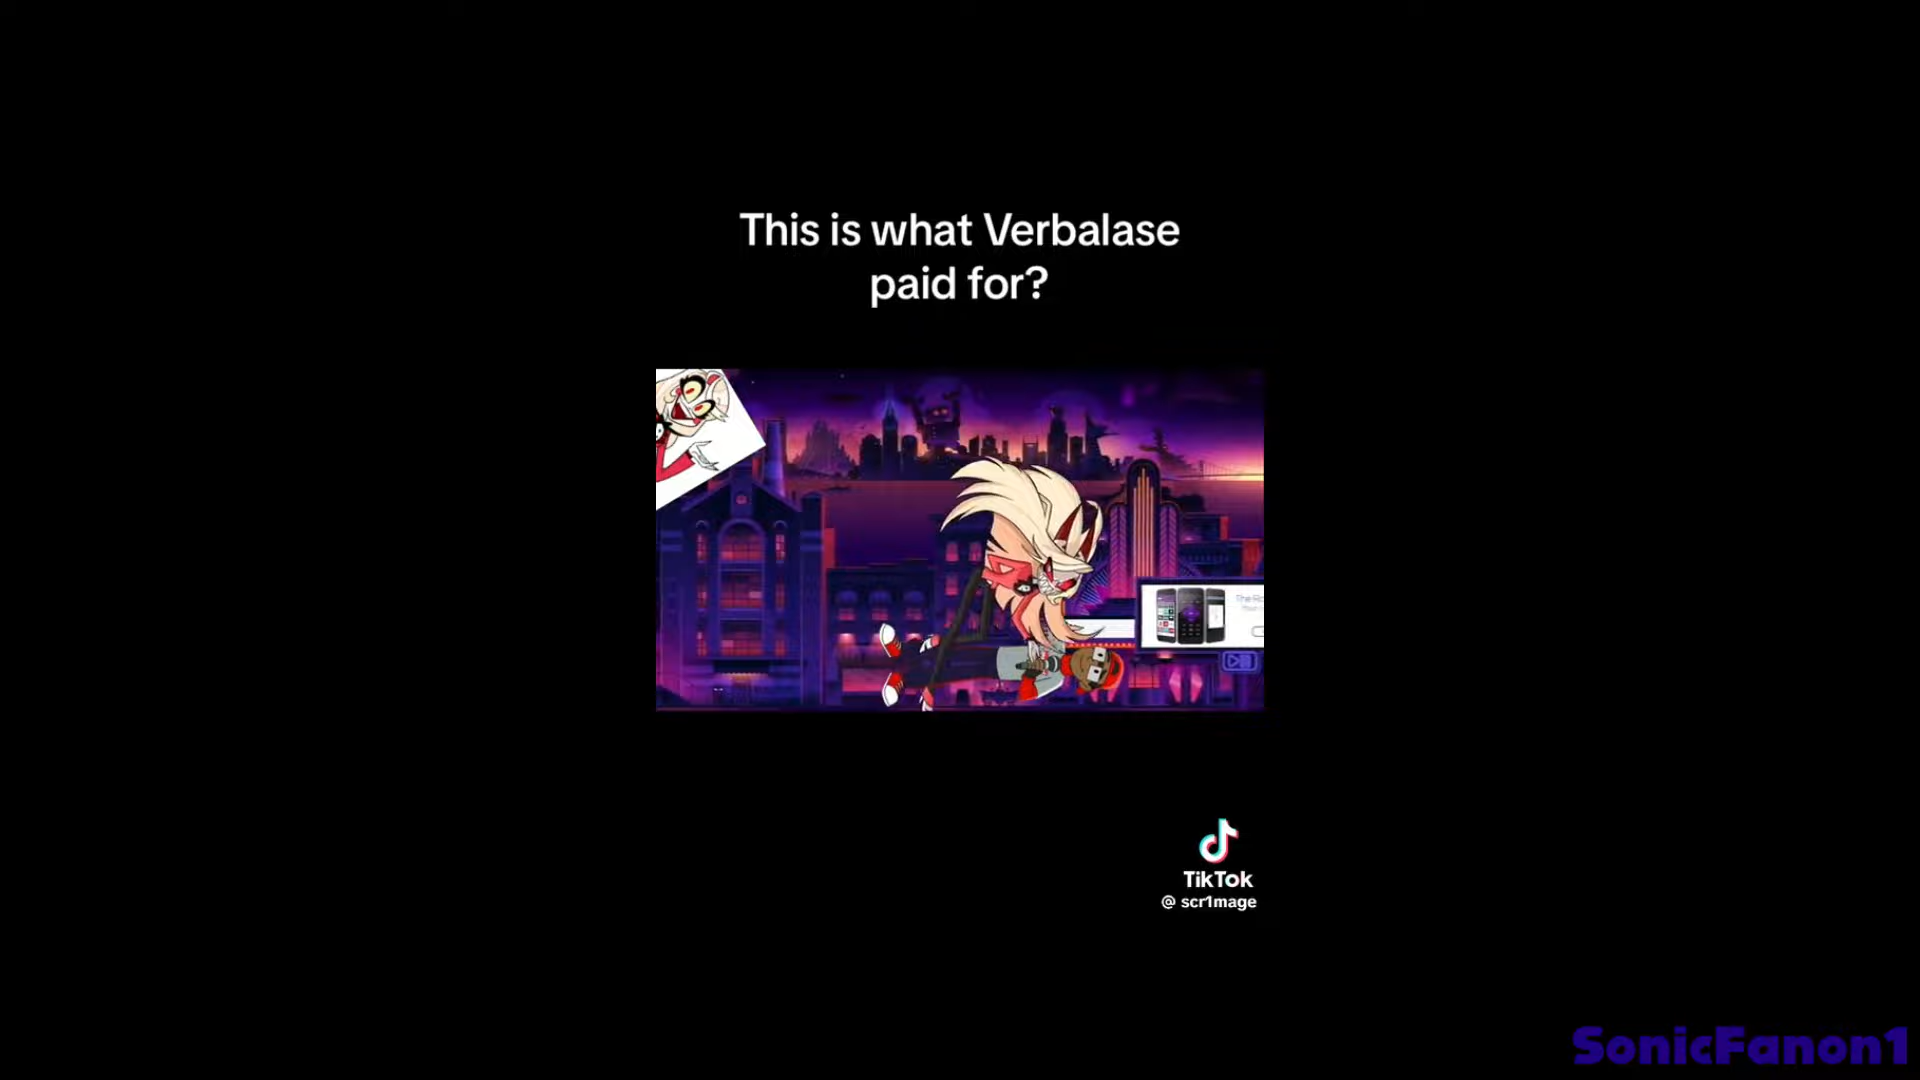 This is what Verbalase
paid for?
TikTok
@ scr1mage
SonicFanon1